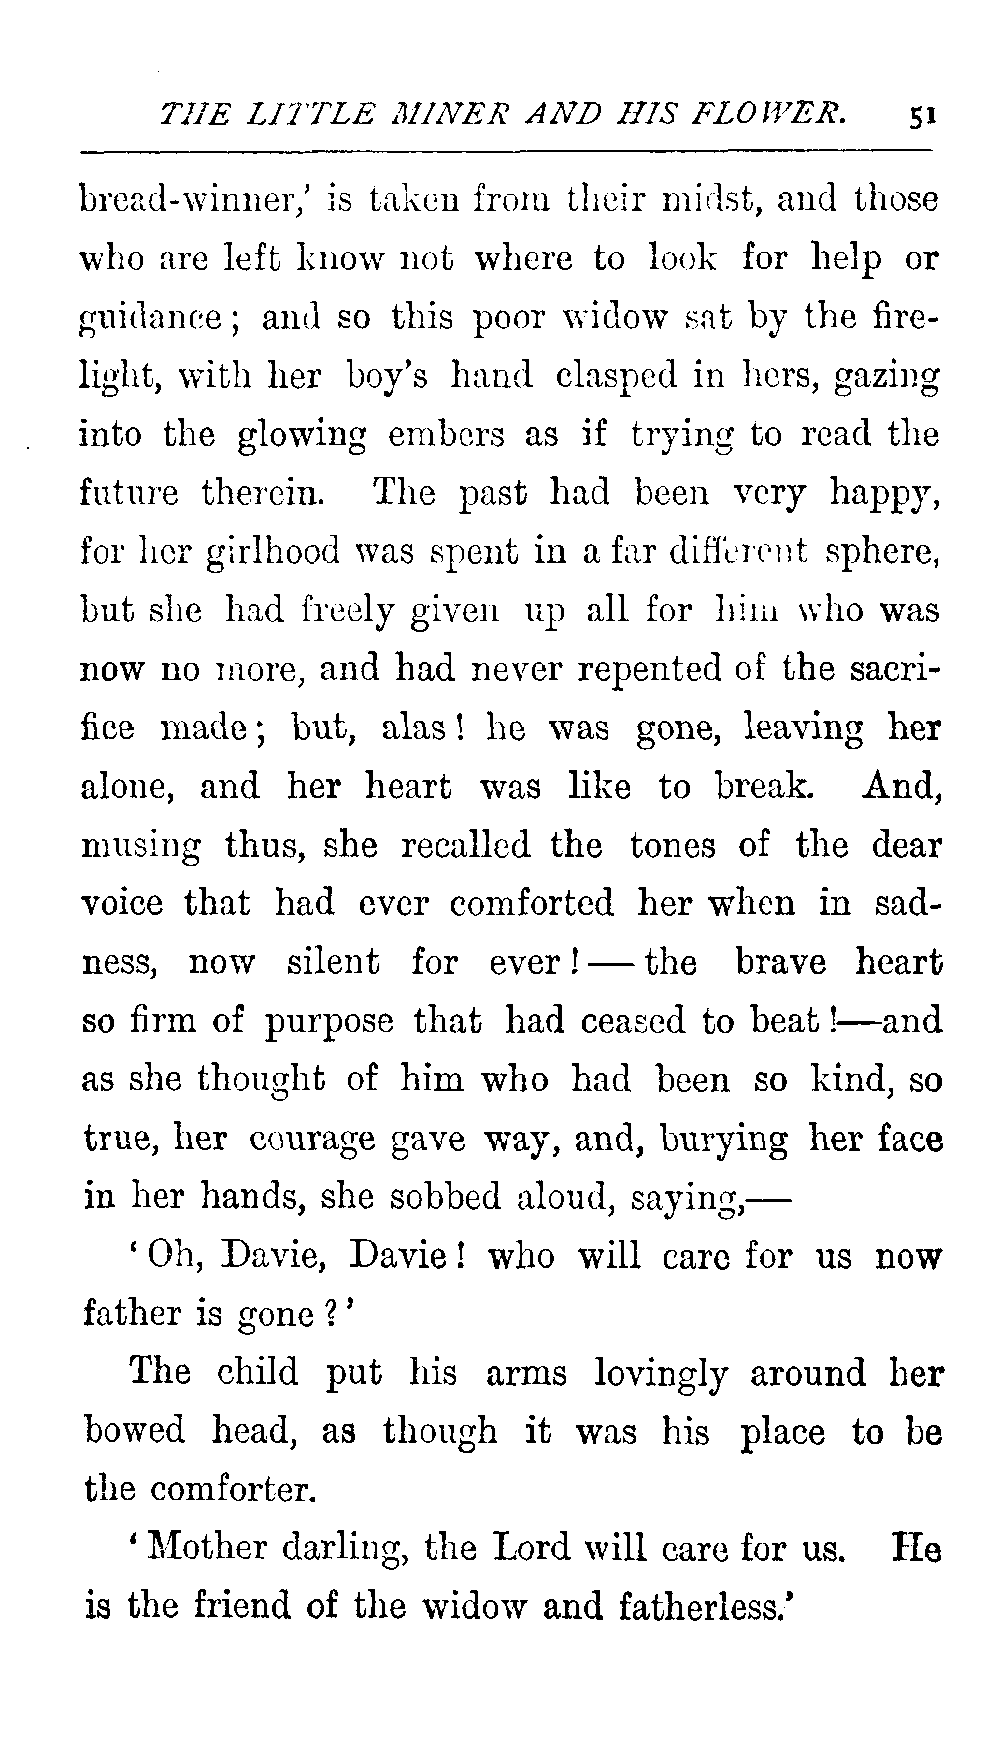 THE LITTLE MINER AND HIS FLOWER. 51
bread-winner,' is taken from their midst, and those
who are left know not where to look for help or
guidance; and so this poor widow sat by the fire-
light, with her boy's hand clasped in hers, gazing
into the glowing embers as if trying to read the
future therein. The past had been very happy,
for her girlhood was spent in a far different sphere,
but she had freely given up all for him who was
now no more, and had never repented of the sacri-
fice made; but, alas! he was gone, leaving her
alone, and her heart was like to break. And,
musing thus, she recalled the tones of the dear
voice that had ever comforted her when in sad-
ness, now silent for ever!—the brave heart
so firm of purpose that had ceased to beat!—and
as she thought of him who had been so kind, so
true, her courage gave way, and, burying her face
in her hands, she sobbed aloud, saying,—
'Oh, Davie, Davie! who will care for us now
father is gone?'
The child put his arms lovingly around her
bowed head, as though it was his place to be
the comforter.
'Mother darling, the Lord will care for us. He
is the friend of the widow and fatherless.'